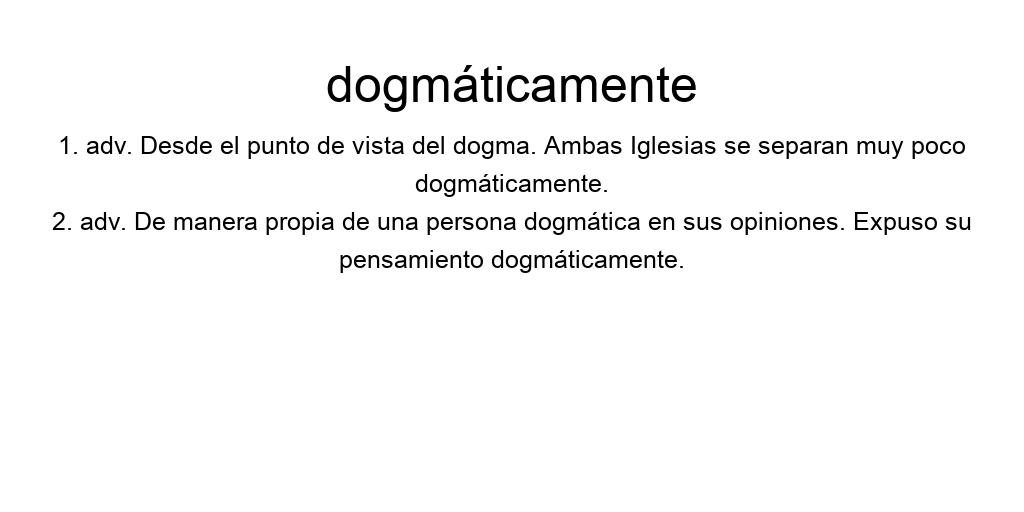 dogmáticamente
1. adv. Desde el punto de vista del dogma. Ambas Iglesias se separan muy poco
dogmáticamente.
2. adv. De manera propia de una persona dogmática en sus opiniones. Expuso su
pensamiento dogmáticamente.